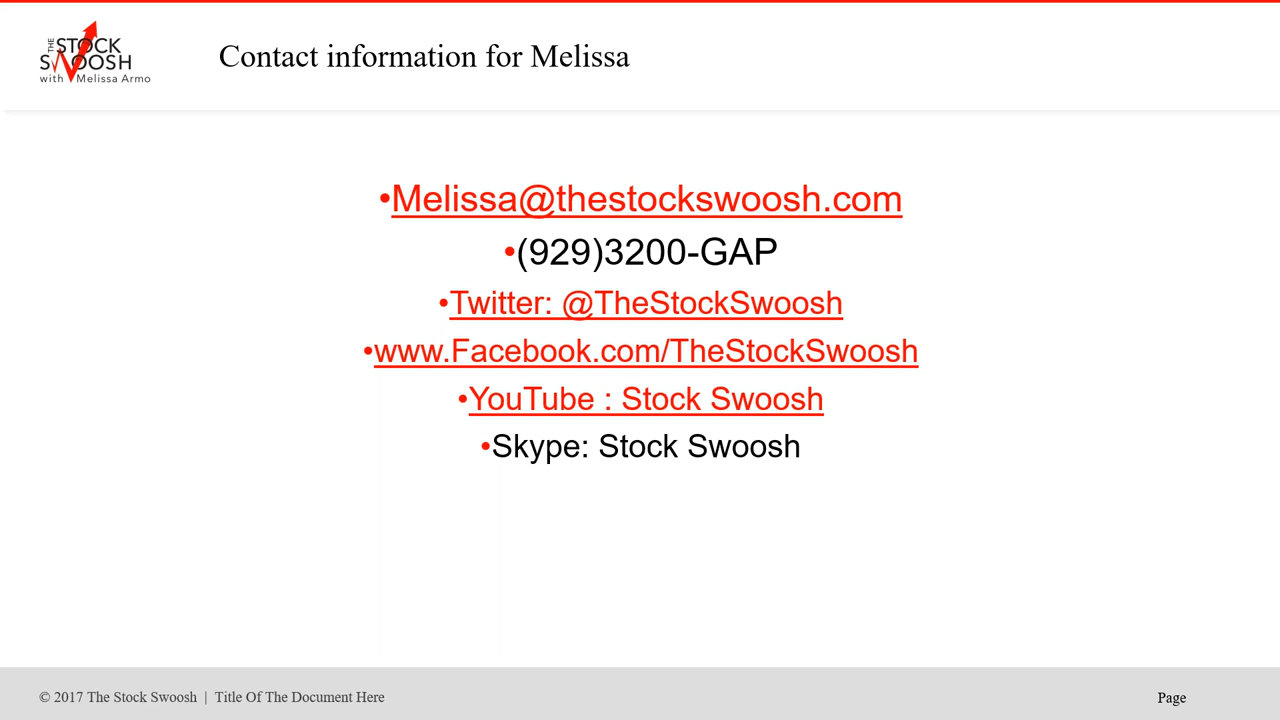 THE STOCK
SWOOSH
with Melissa Armo
Contact information for Melissa
•Melissa@thestockswoosh.com
•(929)3200-GAP
•Twitter: @TheStockSwoosh
•www.Facebook.com/TheStockSwoosh
•YouTube : Stock Swoosh
•Skype: Stock Swoosh
© 2017 The Stock Swoosh | Title Of The Document Here
Page